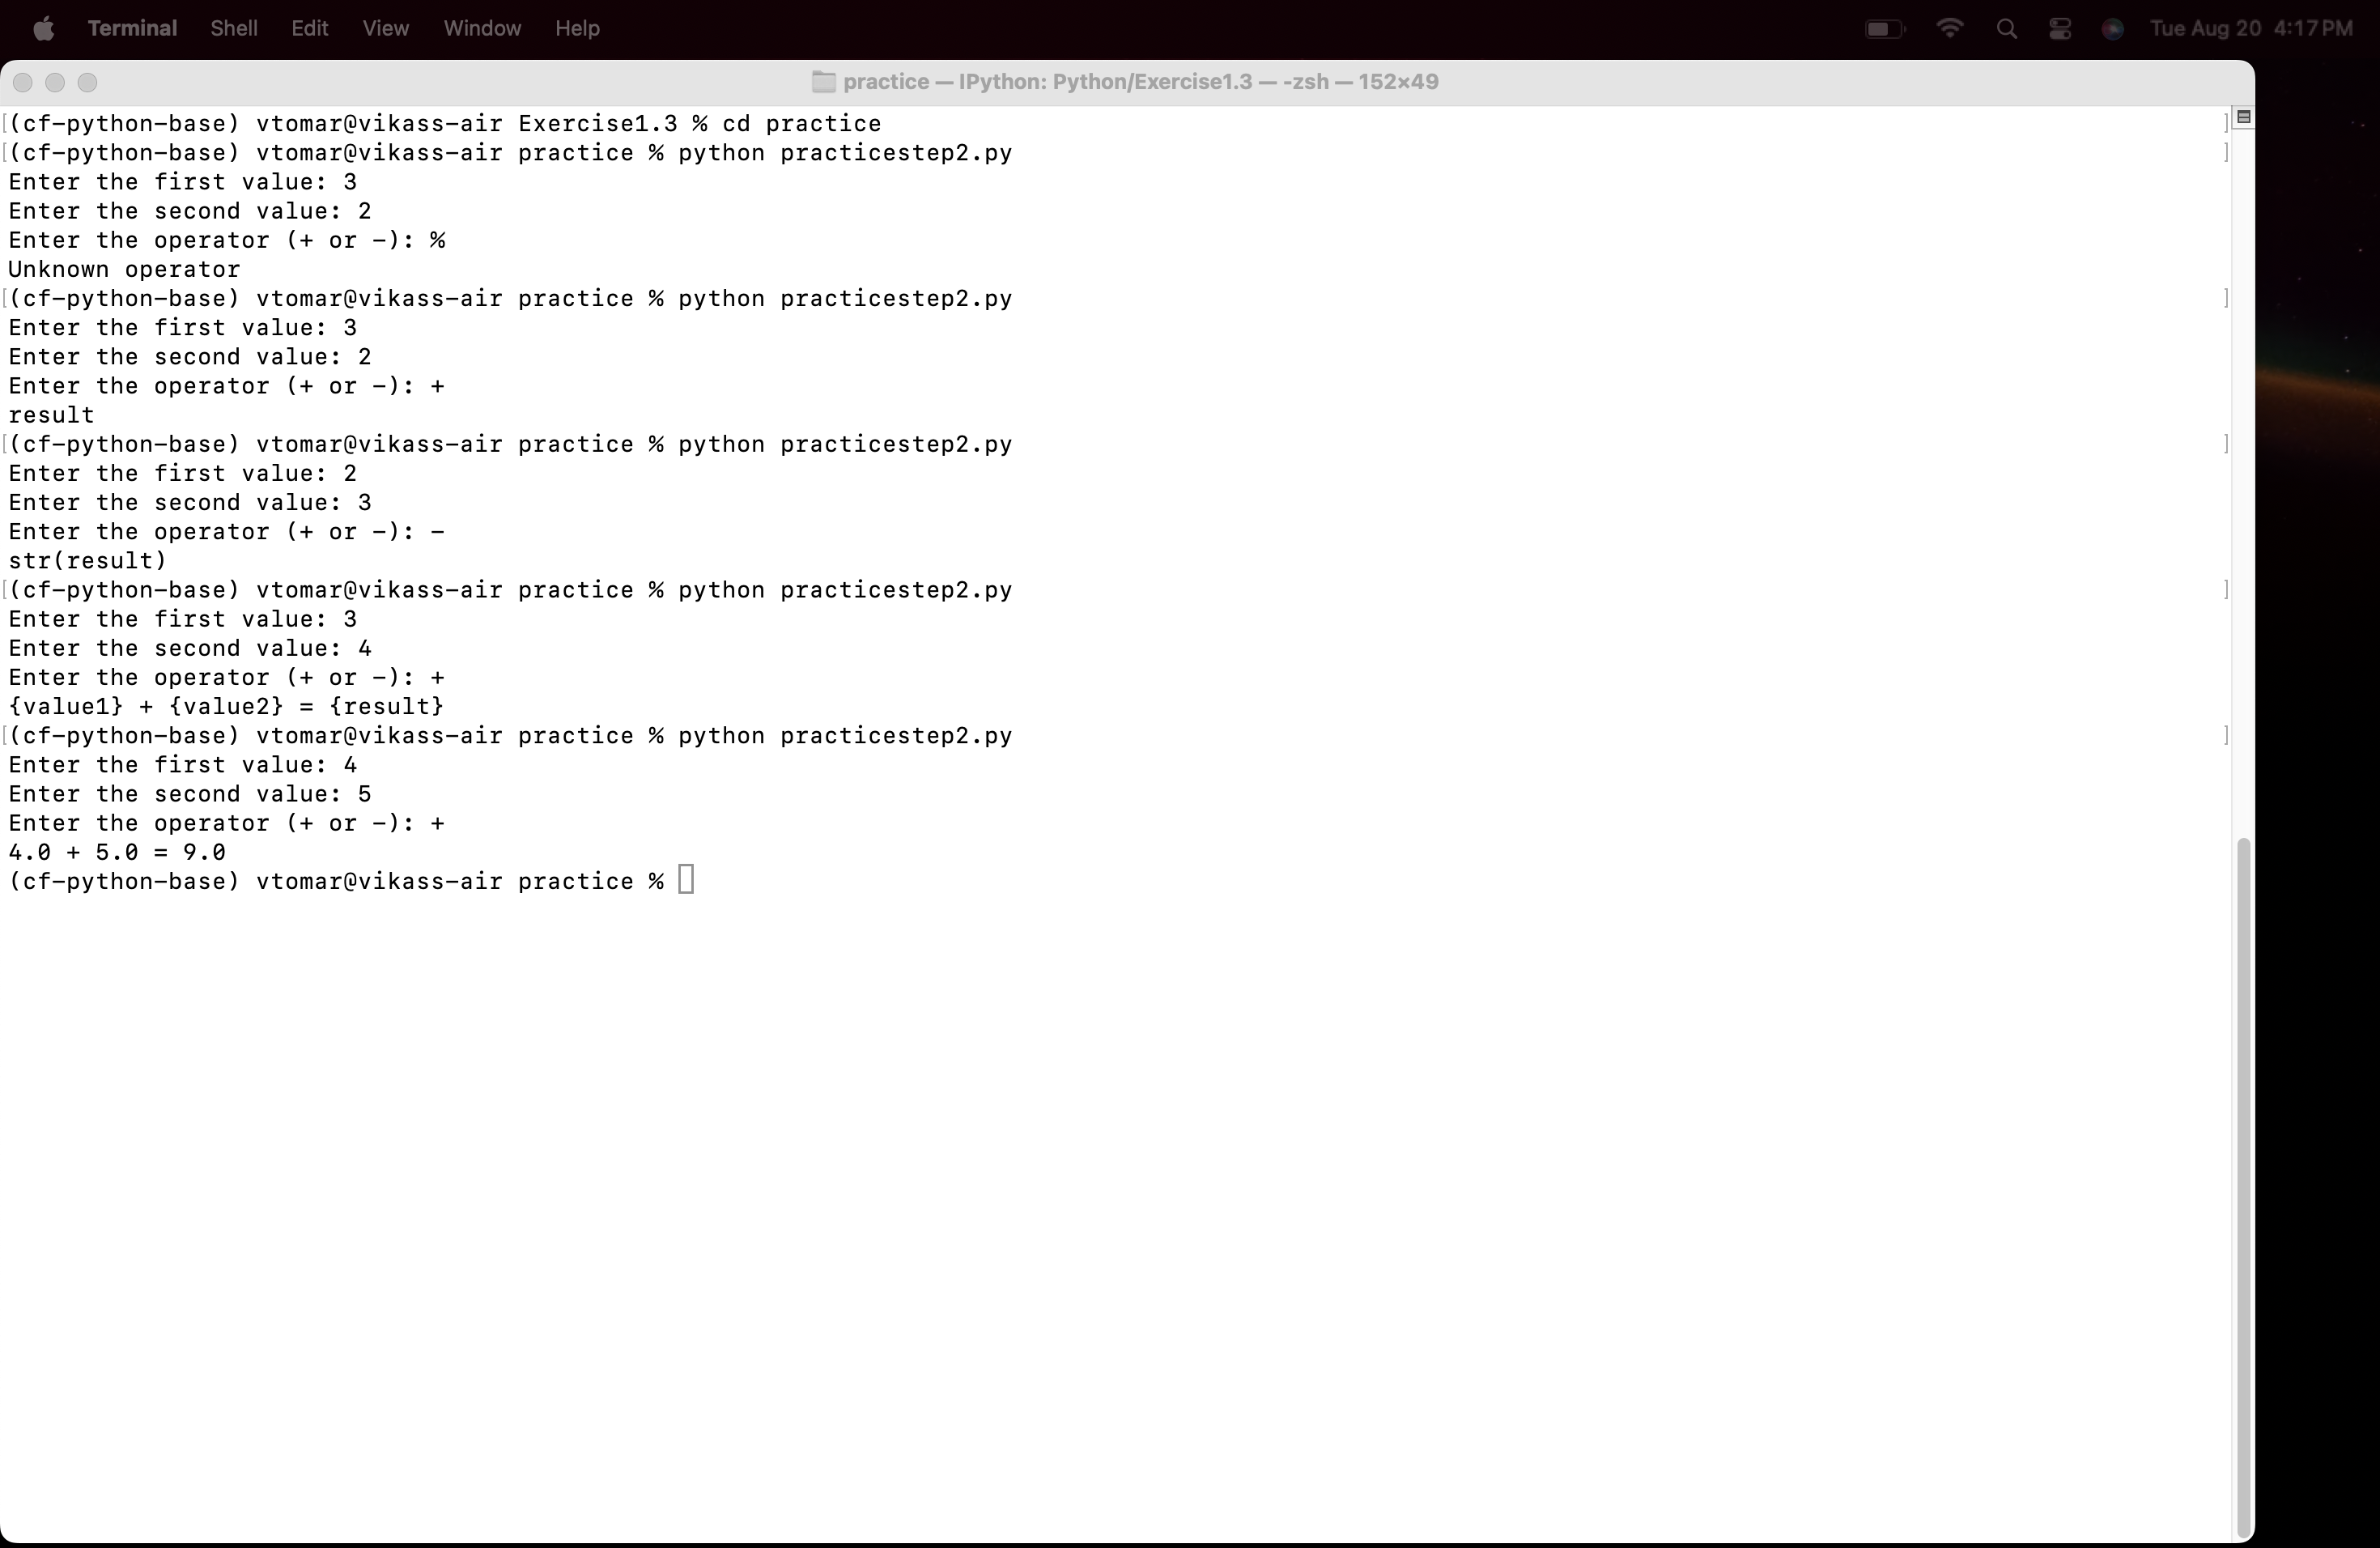 Terminal Shell Edit View Window Help Tue Aug 20 4:17 PM
practice — IPython: Python/Exercise1.3 — -zsh — 152×49
[(cf-python-base) vtomar@vikass-air Exercise1.3 % cd practice ]
[(cf-python-base) vtomar@vikass-air practice % python practicestep2.py ]
Enter the first value: 3
Enter the second value: 2
Enter the operator (+ or -): %
Unknown operator
[(cf-python-base) vtomar@vikass-air practice % python practicestep2.py ]
Enter the first value: 3
Enter the second value: 2
Enter the operator (+ or -): +
result
[(cf-python-base) vtomar@vikass-air practice % python practicestep2.py ]
Enter the first value: 2
Enter the second value: 3
Enter the operator (+ or -): -
str(result)
[(cf-python-base) vtomar@vikass-air practice % python practicestep2.py ]
Enter the first value: 3
Enter the second value: 4
Enter the operator (+ or -): +
{value1} + {value2} = {result}
[(cf-python-base) vtomar@vikass-air practice % python practicestep2.py ]
Enter the first value: 4
Enter the second value: 5
Enter the operator (+ or -): +
4.0 + 5.0 = 9.0
(cf-python-base) vtomar@vikass-air practice %